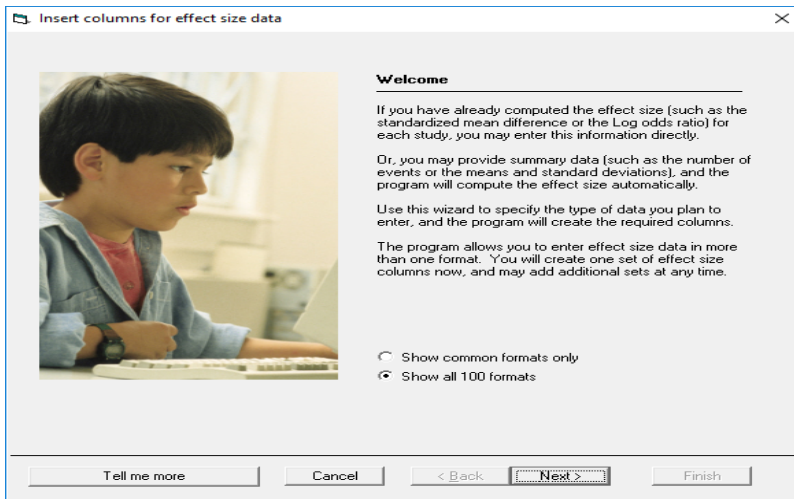 Insert columns for effect size data
Welcome
If you have already computed the effect size (such as the
standardized mean difference or the Log odds ratio) for
each study, you may enter this information directly.
Or, you may provide summary data (such as the number of
events or the means and standard deviations), and the
program will compute the effect size automatically.
Use this wizard to specify the type of data you plan to
enter, and the program will create the required columns.
The program allows you to enter effect size data in more
than one format.  You will create one set of effect size
columns now, and may add additional sets at any time.
Show common formats only
Show all 100 formats
Tell me more
Cancel
< Back
Next >
Finish